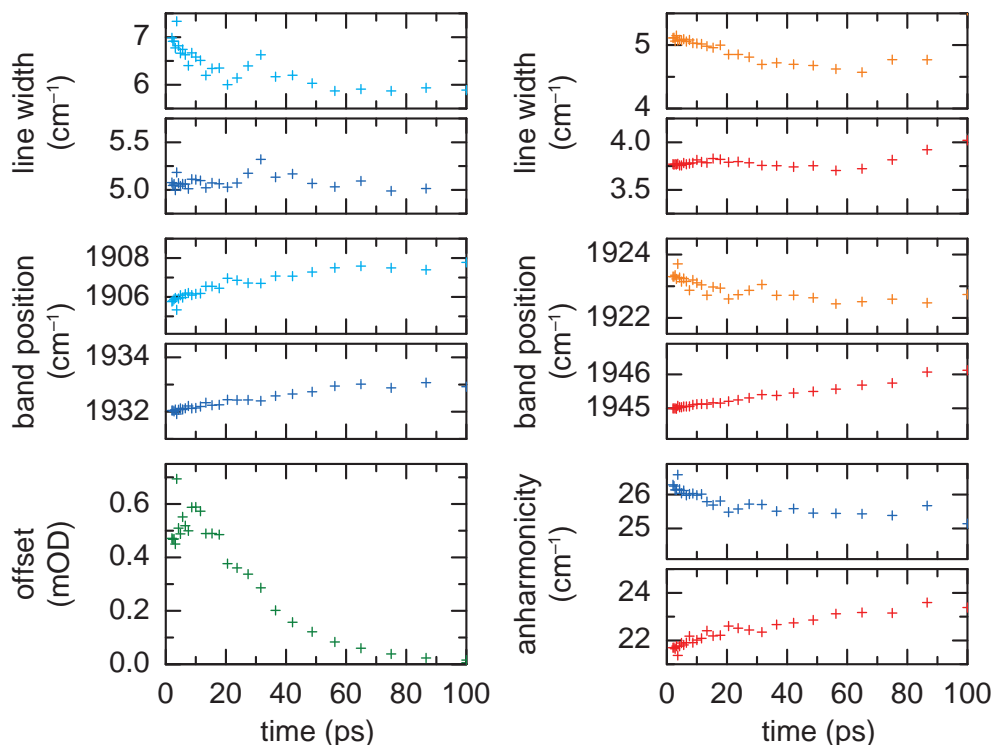 7
6
line width
(cm⁻¹)
5.5
5.0
1908
1906
band position
(cm⁻¹)
1934
1932
0.6
0.4
0.2
0.0
offset
(mOD)
0 20 40 60 80 100
time (ps)
5
4
line width
(cm⁻¹)
4.0
3.5
1924
1922
band position
(cm⁻¹)
1946
1945
26
25
anharmonicity
(cm⁻¹)
24
22
0 20 40 60 80 100
time (ps)